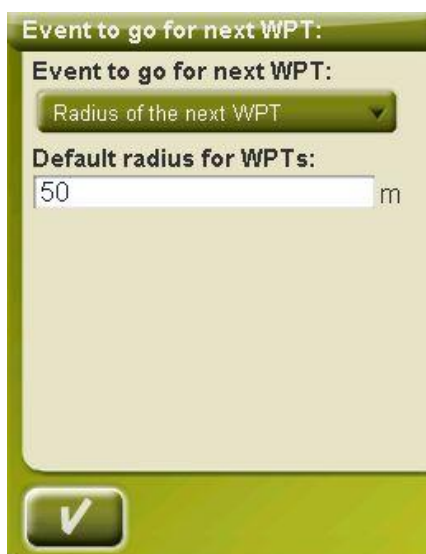 Event to go for next WPT:
Event to go for next WPT:
Radius of the next WPT
Default radius for WPTs:
50 m